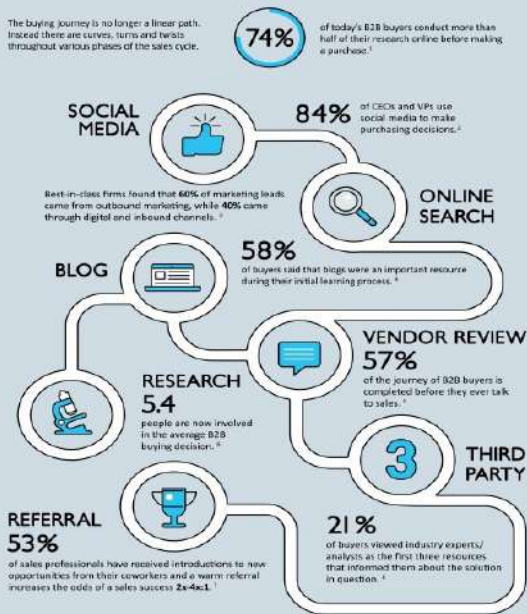 The buying journey is no longer a linear path.
Instead there are curves, turns and twists
throughout various phases of the sales cycle.
74%
of today's B2B buyers conduct more than
half of their research online before making
a purchase.¹
SOCIAL
MEDIA
84%
of CEOs and VPs use
social media to make
purchasing decisions.²
Best-in-class firms found that 60% of marketing leads
came from outbound marketing, while 40% came
through digital and inbound channels. ³
ONLINE
SEARCH
BLOG
58%
of buyers said that blogs were an important resource
during their initial learning process. ⁴
VENDOR REVIEW
57%
of the journey of B2B buyers is
completed before they ever talk
to sales.
RESEARCH
5.4
people are now involved
in the average B2B
buying decision. ⁶
3
THIRD
PARTY
REFERRAL
53%
of sales professionals have received introductions to new
opportunities from their coworkers and a warm referral
increases the odds of a sales success 2x-4x:1.
21%
of buyers viewed industry experts/
analysts as the first three resources
that informed them about the solution
in question. ⁴